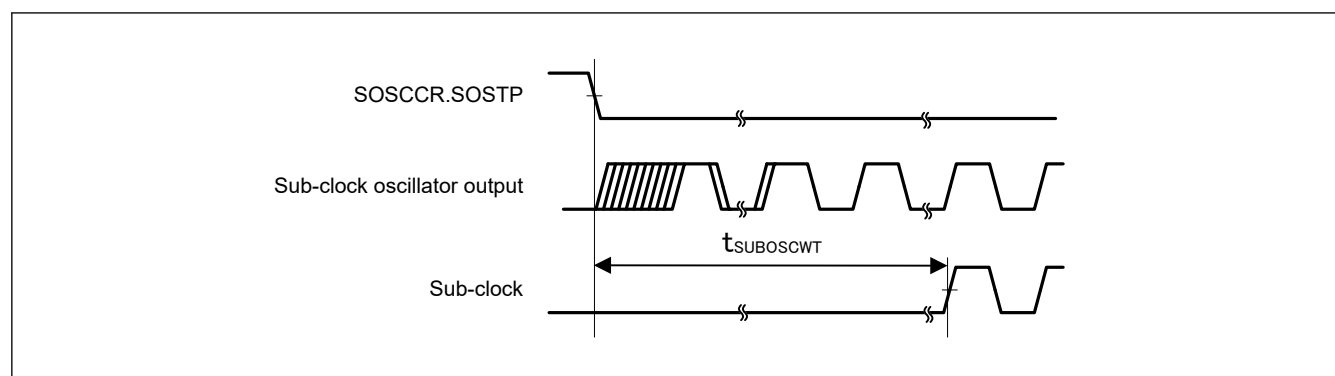 SOSCCR.SOSTP
Sub-clock oscillator output
tSUBOSCWT
Sub-clock